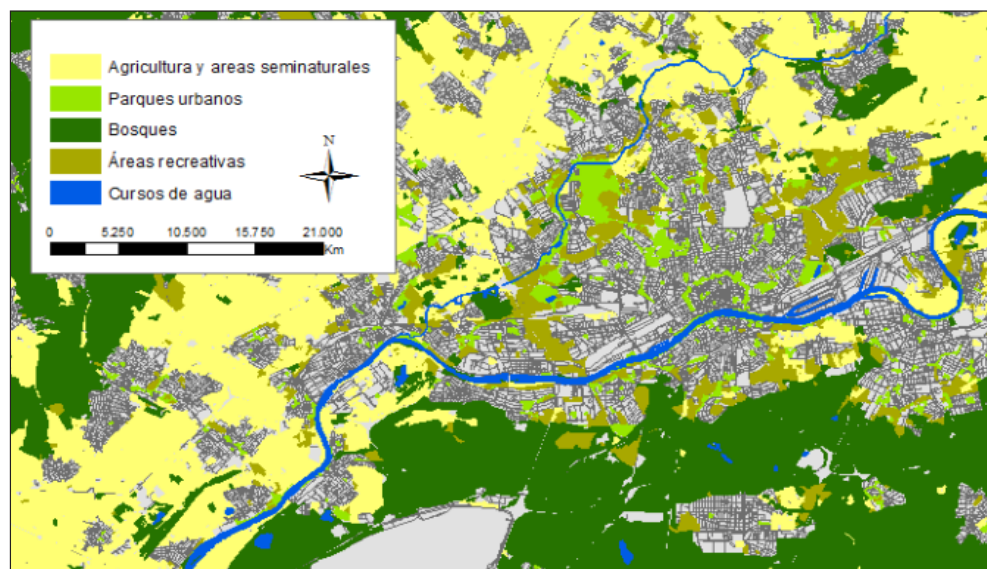 Agricultura y areas seminaturales
Parques urbanos
Bosques
Áreas recreativas
Cursos de agua
N
0 5.250 10.500 15.750 21.000
Km